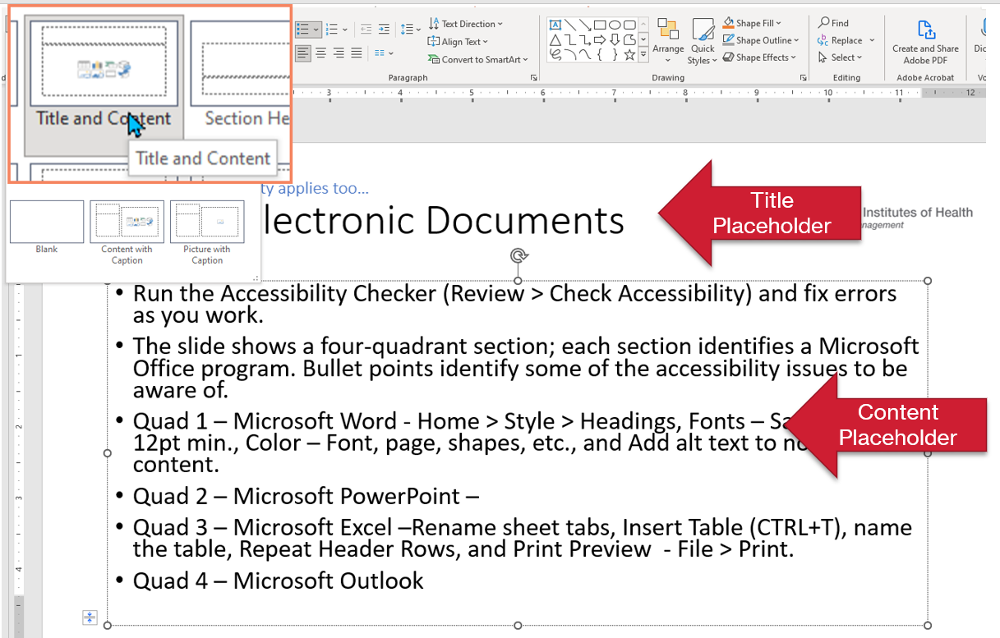 Title and Content
Section He
Title and Content
Blank
Content with
Caption
Picture with
Caption
Text Direction
Align Text
Convert to SmartArt
Paragraph
Arrange
Quick
Styles
Shape Fill
Shape Outline
Shape Effects
Drawing
Find
Replace
Select
Editing
Create and Share
Adobe PDF
Adobe Acrobat
Dic
Vo
3 4 5 6 7 8 9 10 11 12
ty applies too...
lectronic Documents
Title
Placeholder
Institutes of Health
nagement
• Run the Accessibility Checker (Review > Check Accessibility) and fix errors
as you work.
• The slide shows a four-quadrant section; each section identifies a Microsoft
Office program. Bullet points identify some of the accessibility issues to be
aware of.
• Quad 1 – Microsoft Word - Home > Style > Headings, Fonts – Sa
12pt min., Color – Font, page, shapes, etc., and Add alt text to no
content.
Content
Placeholder
• Quad 2 – Microsoft PowerPoint –
• Quad 3 – Microsoft Excel –Rename sheet tabs, Insert Table (CTRL+T), name
the table, Repeat Header Rows, and Print Preview  - File > Print.
• Quad 4 – Microsoft Outlook
1
2
3
4